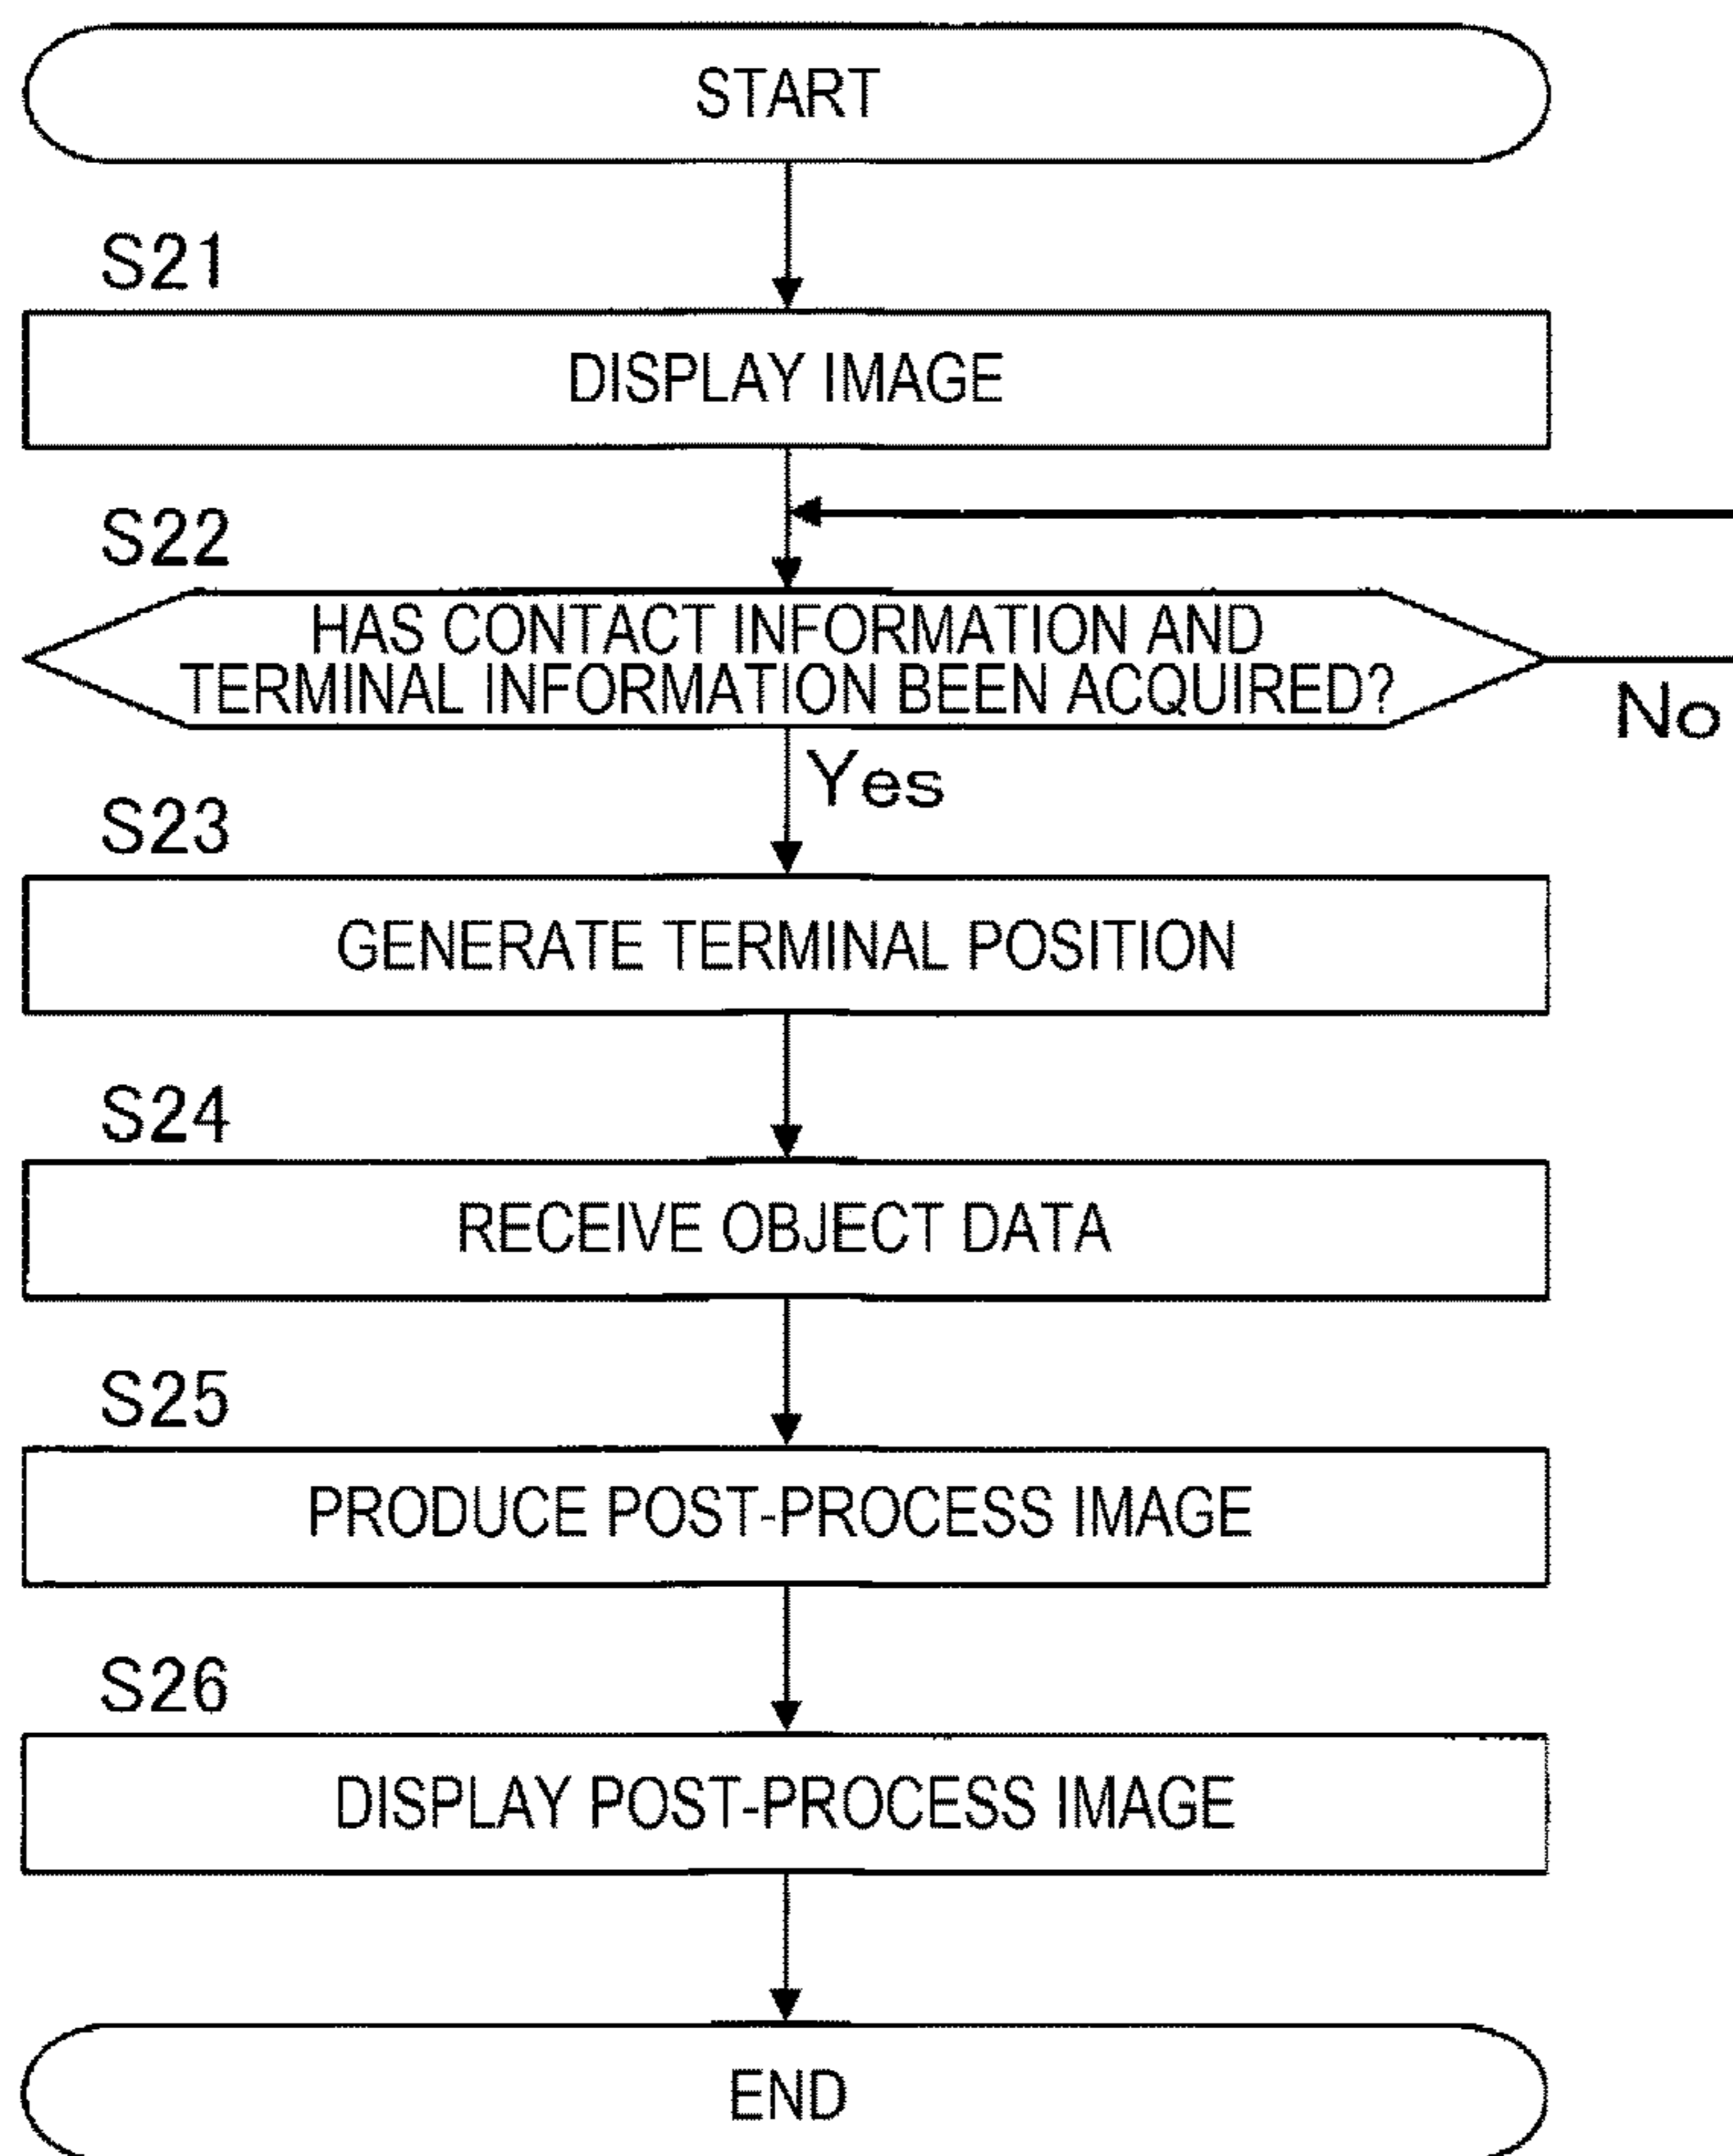 START
S21
DISPLAY IMAGE
S22
HAS CONTACT INFORMATION AND
TERMINAL INFORMATION BEEN ACQUIRED?
No
Yes
S23
GENERATE TERMINAL POSITION
S24
RECEIVE OBJECT DATA
S25
PRODUCE POST-PROCESS IMAGE
S26
DISPLAY POST-PROCESS IMAGE
END